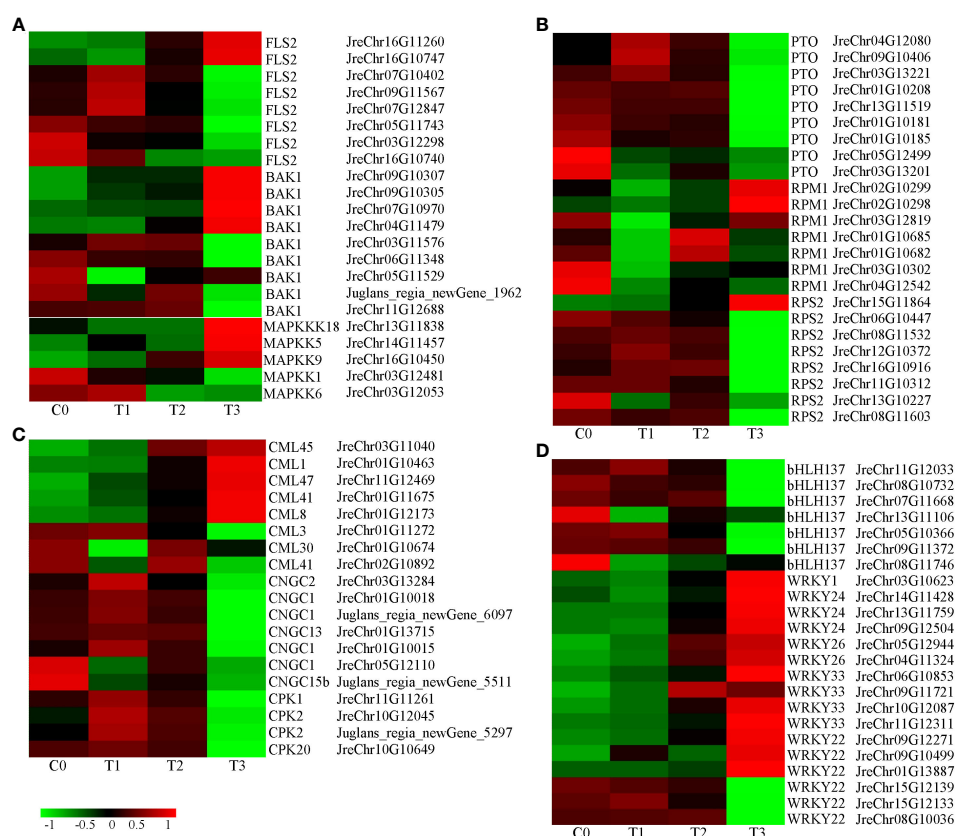 A
FLS2 JreChr16G11260
FLS2 JreChr16G10747
FLS2 JreChr07G10402
FLS2 JreChr09G11567
FLS2 JreChr07G12847
FLS2 JreChr05G11743
FLS2 JreChr03G12298
FLS2 JreChr16G10740
BAK1 JreChr09G10307
BAK1 JreChr09G10305
BAK1 JreChr07G10970
BAK1 JreChr04G11479
BAK1 JreChr03G11576
BAK1 JreChr06G11348
BAK1 JreChr05G11529
BAK1 Juglans_regia_newGene_1962
BAK1 JreChr11G12688
MAPKKK18 JreChr13G11838
MAPKK5 JreChr14G11457
MAPKK9 JreChr16G10450
MAPKK1 JreChr03G12481
MAPKK6 JreChr03G12053
C0 T1 T2 T3
B
PTO JreChr04G12080
PTO JreChr09G10406
PTO JreChr03G13221
PTO JreChr01G10208
PTO JreChr13G11519
PTO JreChr01G10181
PTO JreChr01G10185
PTO JreChr05G12499
PTO JreChr03G13201
RPM1 JreChr02G10299
RPM1 JreChr02G10298
RPM1 JreChr03G12819
RPM1 JreChr01G10685
RPM1 JreChr01G10682
RPM1 JreChr03G10302
RPM1 JreChr04G12542
RPS2 JreChr15G11864
RPS2 JreChr06G10447
RPS2 JreChr08G11532
RPS2 JreChr12G10372
RPS2 JreChr16G10916
RPS2 JreChr11G10312
RPS2 JreChr13G10227
RPS2 JreChr08G11603
C0 T1 T2 T3
C
CML45 JreChr03G11040
CML1 JreChr01G10463
CML47 JreChr11G12469
CML41 JreChr01G11675
CML8 JreChr01G12173
CML3 JreChr01G11272
CML30 JreChr01G10674
CML41 JreChr02G10892
CNGC2 JreChr03G13284
CNGC1 JreChr01G10018
CNGC1 Juglans_regia_newGene_6097
CNGC13 JreChr01G13715
CNGC1 JreChr01G10015
CNGC1 JreChr05G12110
CNGC15b Juglans_regia_newGene_5511
CPK1 JreChr11G11261
CPK2 JreChr10G12045
CPK2 Juglans_regia_newGene_5297
CPK20 JreChr10G10649
C0 T1 T2 T3
-1 -0.5 0 0.5 1
D
bHLH137 JreChr11G12033
bHLH137 JreChr08G10732
bHLH137 JreChr07G11668
bHLH137 JreChr13G11106
bHLH137 JreChr05G10366
bHLH137 JreChr09G11372
bHLH137 JreChr08G11746
WRKY1 JreChr03G10623
WRKY24 JreChr14G11428
WRKY24 JreChr13G11759
WRKY24 JreChr09G12504
WRKY26 JreChr05G12944
WRKY26 JreChr04G11324
WRKY33 JreChr06G10853
WRKY33 JreChr09G11721
WRKY33 JreChr10G12087
WRKY33 JreChr11G12311
WRKY22 JreChr09G12271
WRKY22 JreChr09G10499
WRKY22 JreChr01G13887
WRKY22 JreChr15G12139
WRKY22 JreChr15G12133
WRKY22 JreChr08G10036
C0 T1 T2 T3